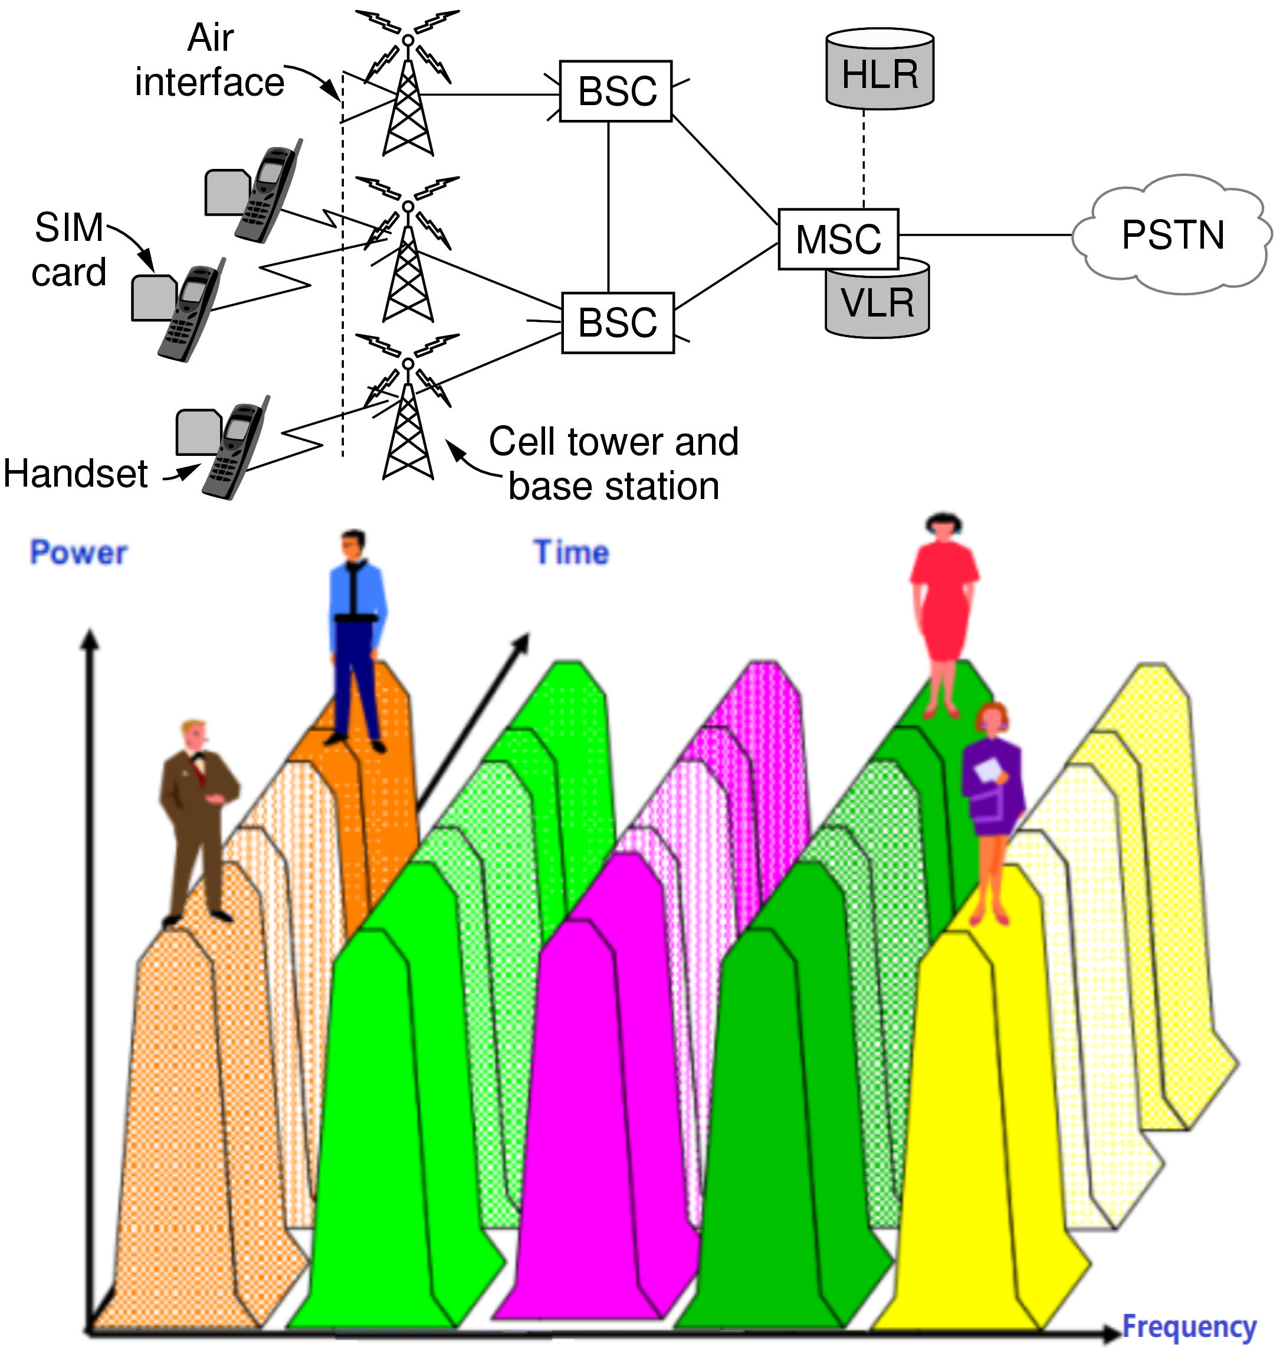 Air
interface
BSC
HLR
SIM
card
MSC
PSTN
VLR
BSC
Handset
Cell tower and
base station
Power
Time
Frequency